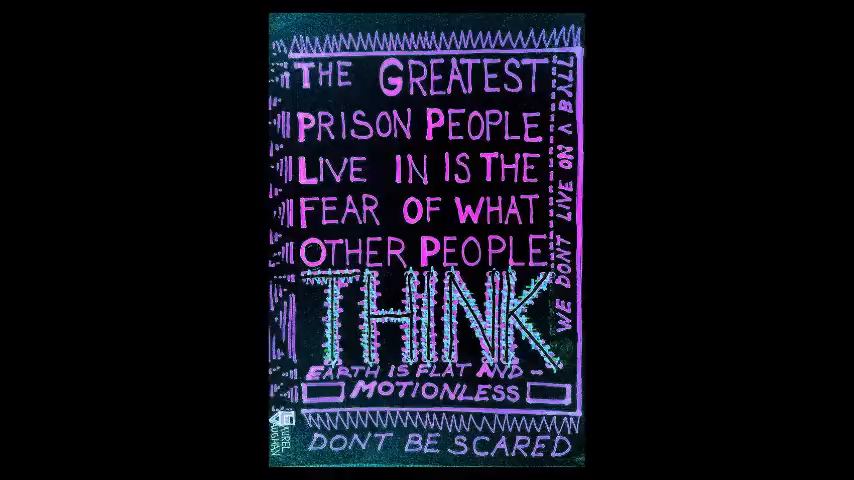 THE GREATEST
PRISON PEOPLE
LIVE IN IS THE
FEAR OF WHAT
OTHER PEOPLE
THINK
EARTH IS FLAT AND -
MOTIONLESS
DONT BE SCARED
WE DONT LIVE ON A BALL